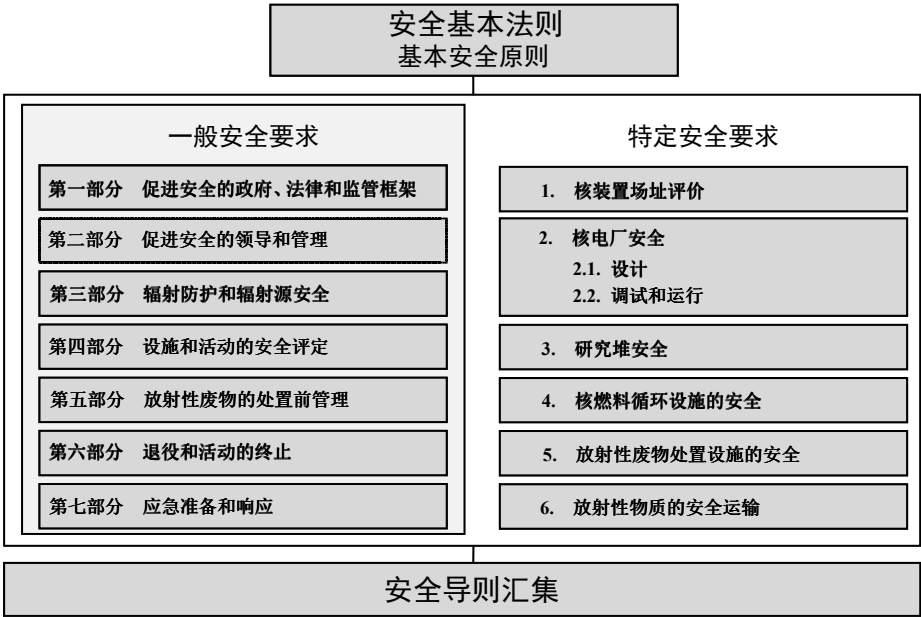 安全基本法则
基本安全原则
一般安全要求
第一部分 促进安全的政府、法律和监管框架
第二部分 促进安全的领导和管理
第三部分 辐射防护和辐射源安全
第四部分 设施和活动的安全评定
第五部分 放射性废物的处置前管理
第六部分 退役和活动的终止
第七部分 应急准备和响应
特定安全要求
1. 核装置场址评价
2. 核电厂安全
2.1. 设计
2.2. 调试和运行
3. 研究堆安全
4. 核燃料循环设施的安全
5. 放射性废物处置设施的安全
6. 放射性物质的安全运输
安全导则汇集